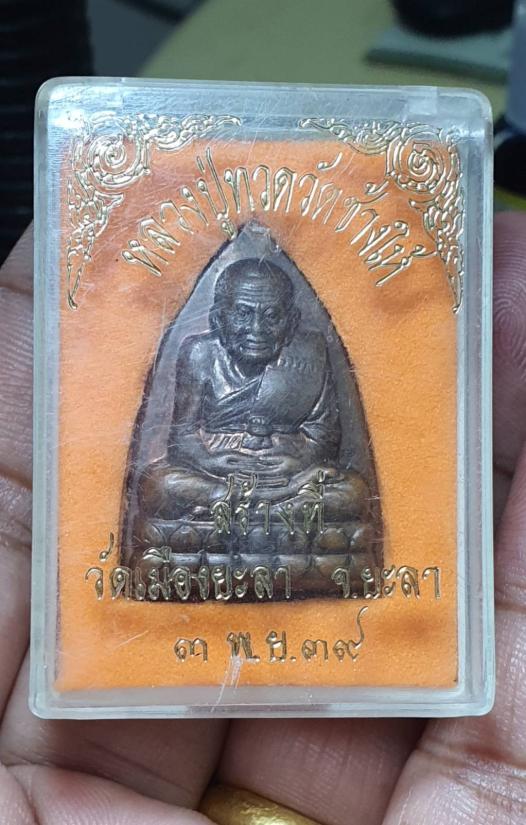 หลวงปู่ทวดวัดช้างให้
สร้างที่
วัดเมืองยะลา จ.ยะลา
๓ พ.ย.๓๙